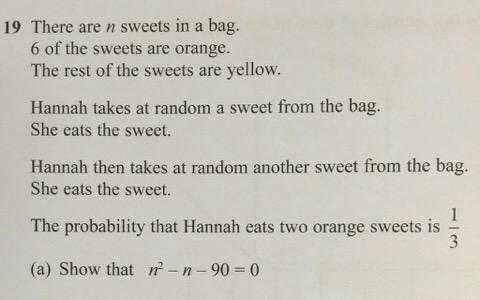 19 There are n sweets in a bag.
6 of the sweets are orange.
The rest of the sweets are yellow.
Hannah takes at random a sweet from the bag.
She eats the sweet.
Hannah then takes at random another sweet from the bag.
She eats the sweet.
The probability that Hannah eats two orange sweets is 1/3
(a) Show that n² – n – 90 = 0